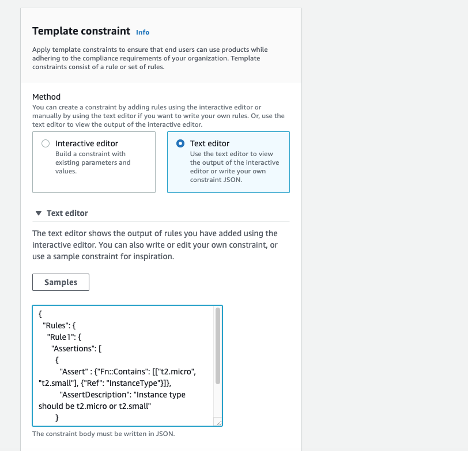 Template constraint Info
Apply template constraints to ensure that end users can use products while
adhering to the compliance requirements of your organization. Template
constraints consist of a rule or set of rules.
Method
You can create a constraint by adding rules using the interactive editor or
manually by using the text editor if you want to write your own rules. Or, use the
text editor to view the output of the interactive editor.
Interactive editor
Build a constraint with
existing parameters and
values.
Text editor
Use the text editor to view
the output of the interactive
editor or write your own
constraint JSON.
Text editor
The text editor shows the output of rules you have added using the
interactive editor. You can also write or edit your own constraint, or
use a sample constraint for inspiration.
Samples
{
"Rules": {
"Rule1": {
"Assertions": [
{
"Assert" : {"Fn::Contains": [["t2.micro",
"t2.small"], {"Ref": "InstanceType"}]},
"AssertDescription": "Instance type
should be t2.micro or t2.small"
}
The constraint body must be written in JSON.